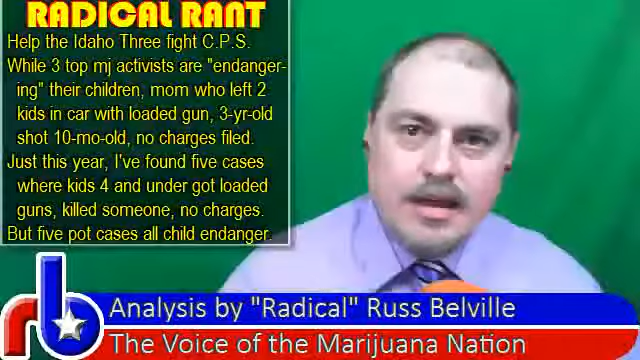 RADICAL RANT
Help the Idaho Three fight C.P.S.
While 3 top mj activists are "endanger-
ing" their children, mom who left 2
kids in car with loaded gun, 3-yr-old
shot 10-mo-old, no charges filed.
Just this year, I've found five cases
where kids 4 and under got loaded
guns, killed someone, no charges.
But five pot cases all child endanger.
rb
Analysis by "Radical" Russ Belville
The Voice of the Marijuana Nation